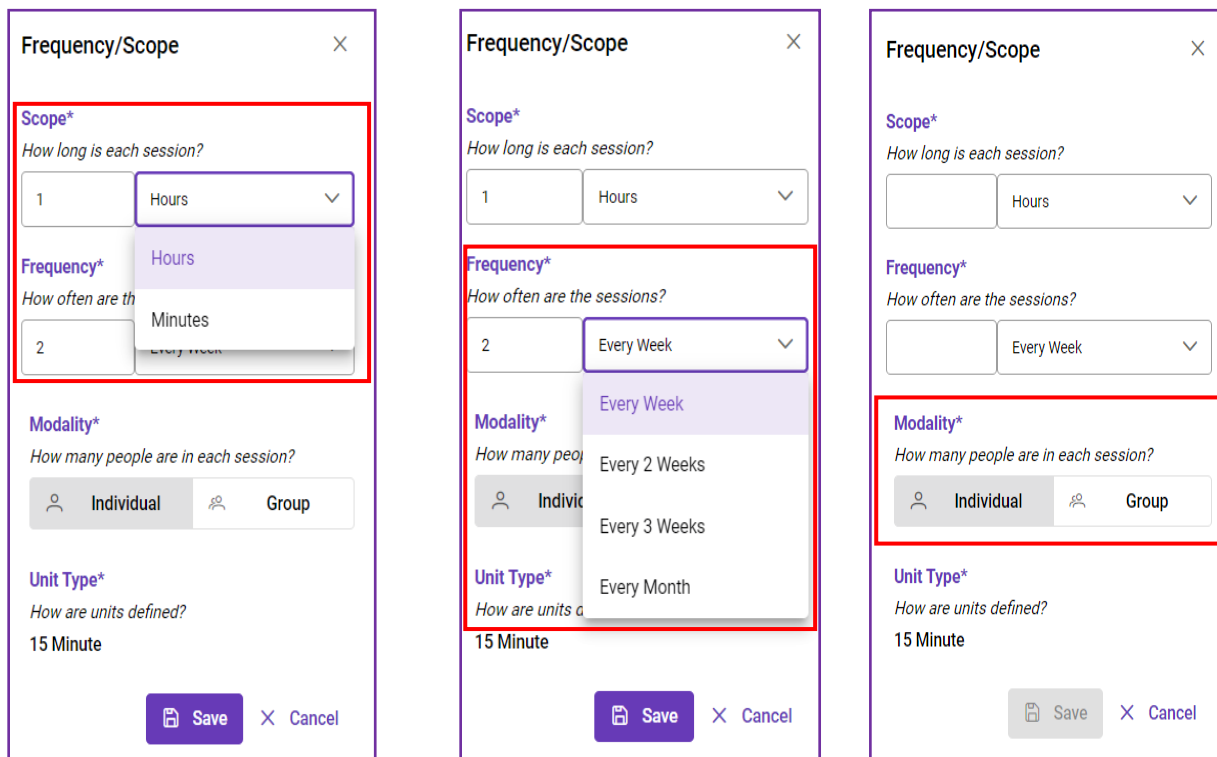 Frequency/Scope
Scope*
How long is each session?
1 Hours
Hours
Minutes
Frequency*
How often are th
2
Modality*
How many people are in each session?
Individual Group
Unit Type*
How are units defined?
15 Minute
Save Cancel
Frequency/Scope
Scope*
How long is each session?
1 Hours
Frequency*
How often are the sessions?
2 Every Week
Every Week
Every 2 Weeks
Every 3 Weeks
Every Month
Modality*
How many
Unit Type*
How are units
15 Minute
Save Cancel
Frequency/Scope
Scope*
How long is each session?
Hours
Frequency*
How often are the sessions?
Every Week
Modality*
How many people are in each session?
Individual Group
Unit Type*
How are units defined?
15 Minute
Save Cancel